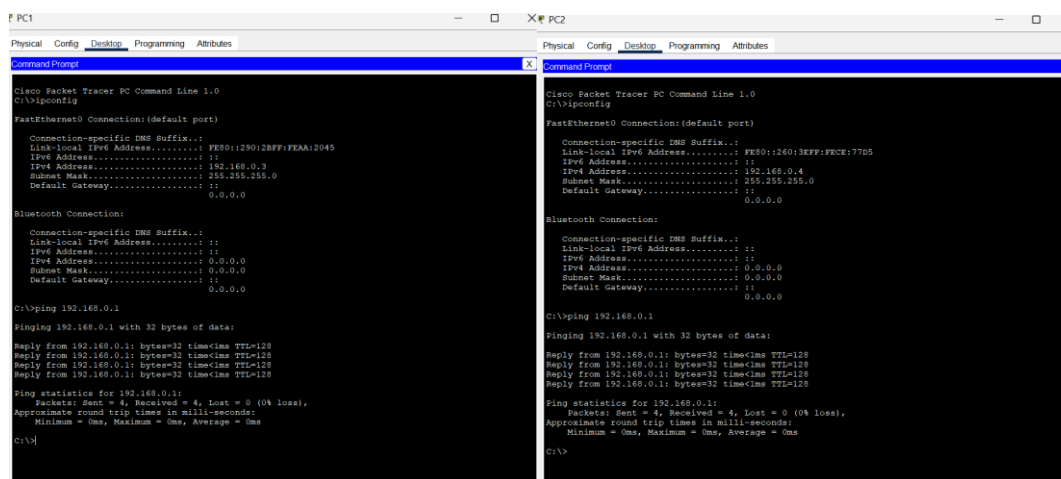 PC1
Physical Config Desktop Programming Attributes
Command Prompt
X
Cisco Packet Tracer PC Command Line 1.0
C:\>ipconfig
FastEthernet0 Connection:(default port)
Connection-specific DNS Suffix..:
Link-local IPv6 Address.........: FE80::290:2BFF:FEAA:2045
IPv6 Address....................: ::
IPv4 Address....................: 192.168.0.3
Subnet Mask.....................: 255.255.255.0
Default Gateway.................: ::
0.0.0.0
Bluetooth Connection:
Connection-specific DNS Suffix..:
Link-local IPv6 Address.........: ::
IPv6 Address....................: ::
IPv4 Address....................: 0.0.0.0
Subnet Mask.....................: 0.0.0.0
Default Gateway.................: ::
0.0.0.0
C:\>ping 192.168.0.1
Pinging 192.168.0.1 with 32 bytes of data:
Reply from 192.168.0.1: bytes=32 time<1ms TTL=128
Reply from 192.168.0.1: bytes=32 time<1ms TTL=128
Reply from 192.168.0.1: bytes=32 time<1ms TTL=128
Reply from 192.168.0.1: bytes=32 time<1ms TTL=128
Ping statistics for 192.168.0.1:
Packets: Sent = 4, Received = 4, Lost = 0 (0% loss),
Approximate round trip times in milli-seconds:
Minimum = 0ms, Maximum = 0ms, Average = 0ms
C:\>
PC2
Physical Config Desktop Programming Attributes
Command Prompt
Cisco Packet Tracer PC Command Line 1.0
C:\>ipconfig
FastEthernet0 Connection:(default port)
Connection-specific DNS Suffix..:
Link-local IPv6 Address.........: FE80::260:3EFF:FECE:77D5
IPv6 Address....................: ::
IPv4 Address....................: 192.168.0.4
Subnet Mask.....................: 255.255.255.0
Default Gateway.................: ::
0.0.0.0
Bluetooth Connection:
Connection-specific DNS Suffix..:
Link-local IPv6 Address.........: ::
IPv6 Address....................: ::
IPv4 Address....................: 0.0.0.0
Subnet Mask.....................: 0.0.0.0
Default Gateway.................: ::
0.0.0.0
C:\>ping 192.168.0.1
Pinging 192.168.0.1 with 32 bytes of data:
Reply from 192.168.0.1: bytes=32 time<1ms TTL=128
Reply from 192.168.0.1: bytes=32 time<1ms TTL=128
Reply from 192.168.0.1: bytes=32 time<1ms TTL=128
Reply from 192.168.0.1: bytes=32 time<1ms TTL=128
Ping statistics for 192.168.0.1:
Packets: Sent = 4, Received = 4, Lost = 0 (0% loss),
Approximate round trip times in milli-seconds:
Minimum = 0ms, Maximum = 0ms, Average = 0ms
C:\>